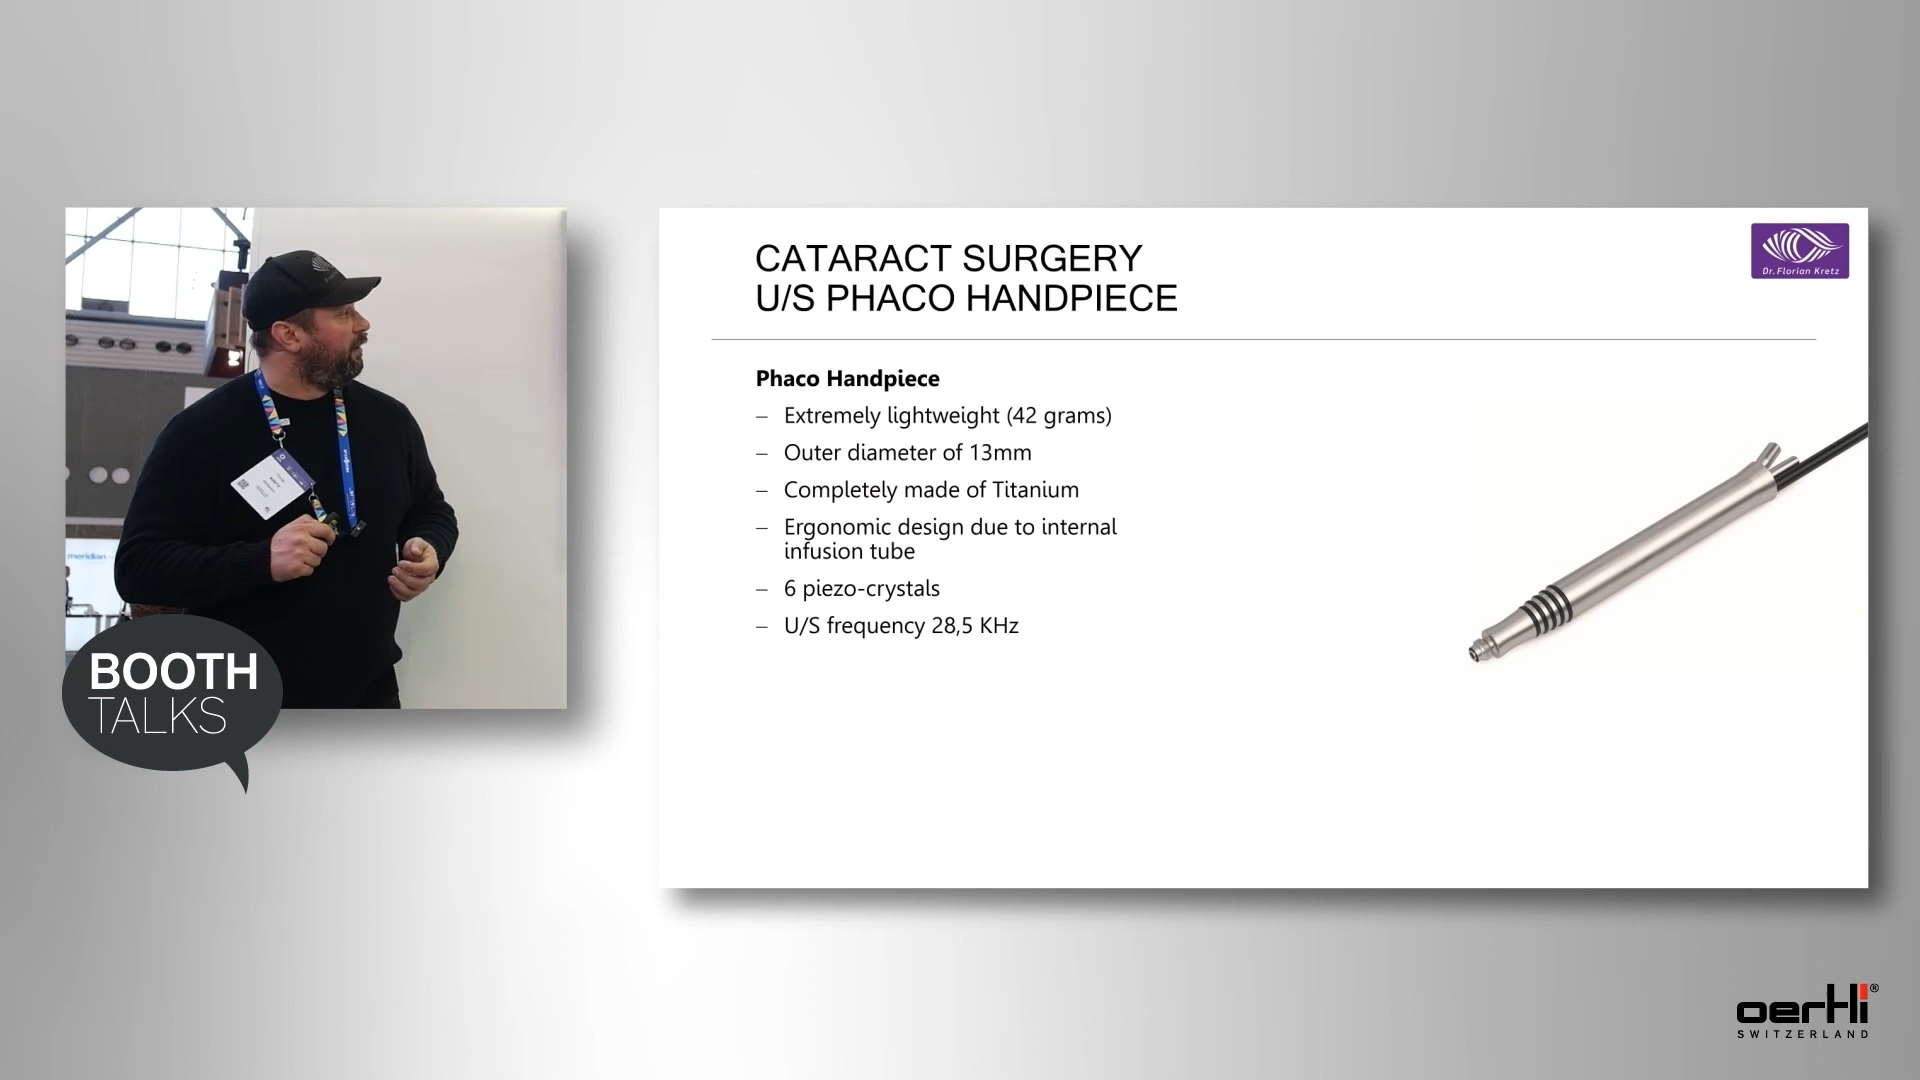 CATARACT SURGERY
U/S PHACO HANDPIECE
Dr. Florian Kretz
Phaco Handpiece
– Extremely lightweight (42 grams)
– Outer diameter of 13mm
– Completely made of Titanium
– Ergonomic design due to internal
infusion tube
– 6 piezo-crystals
– U/S frequency 28,5 KHz
meridian
BOOTH
TALKS
oertli®
SWITZERLAND